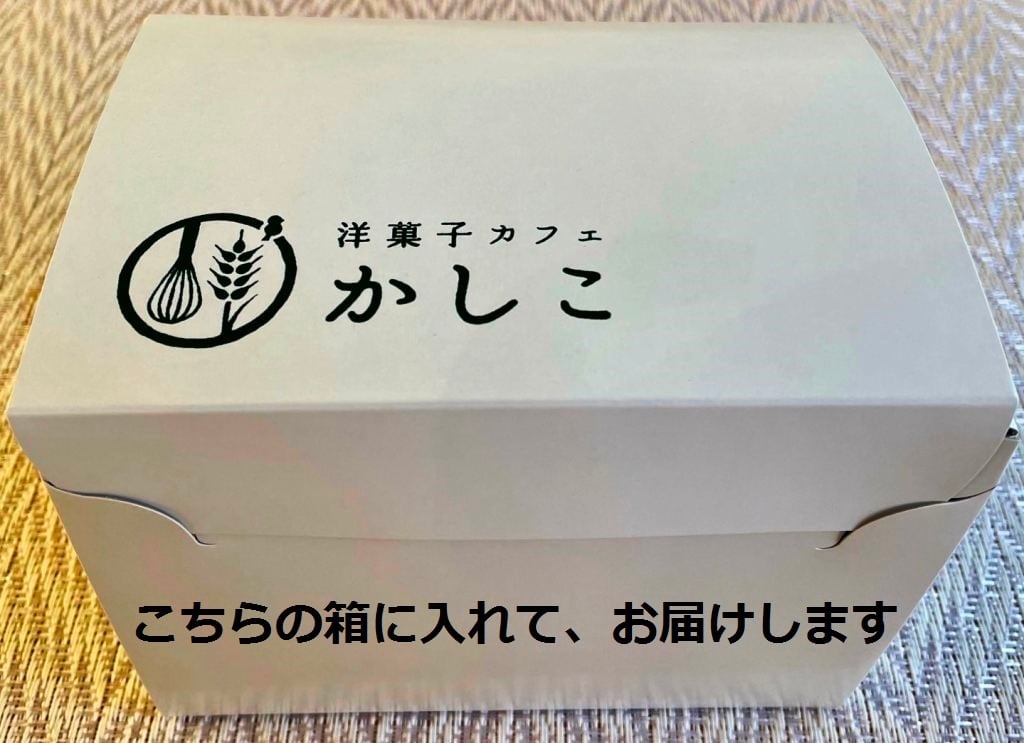 洋菓子カフェ
かしこ
こちらの箱に入れて、お届けします